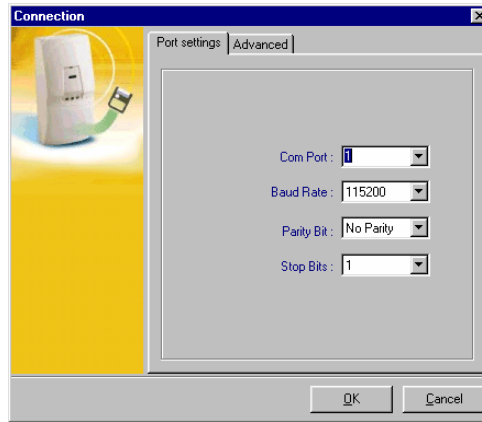 Connection
Port settings Advanced
Com Port : 1
Baud Rate : 115200
Parity Bit : No Parity
Stop Bits : 1
OK Cancel